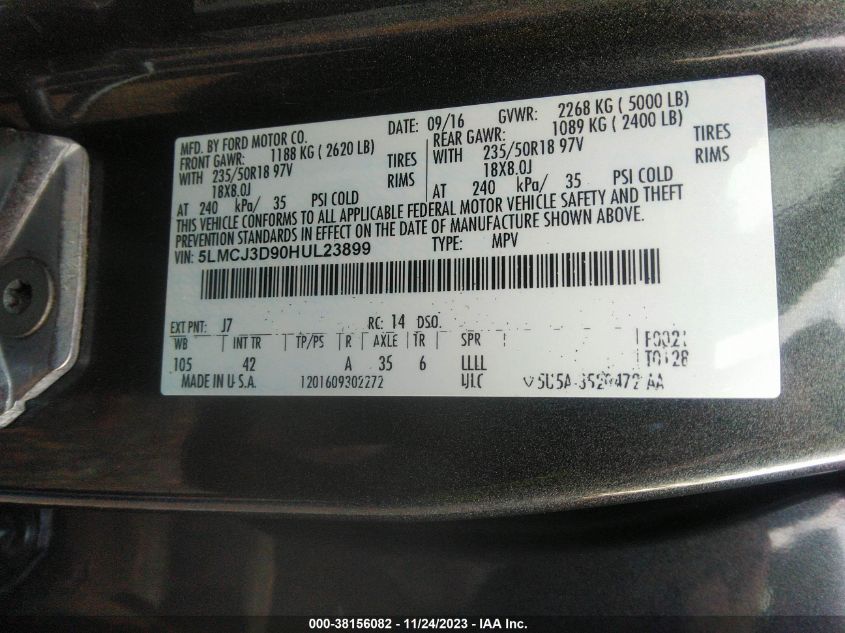 MFD. BY FORD MOTOR CO. DATE: 09/16 GVWR: 2268 KG ( 5000 LB)
FRONT GAWR: 1188 KG ( 2620 LB) REAR GAWR: 1089 KG ( 2400 LB)
WITH 235/50R18 97V TIRES WITH 235/50R18 97V TIRES
18X8.0J RIMS 18X8.0J RIMS
AT 240 kPa/ 35 PSI COLD AT 240 kPa/ 35 PSI COLD
THIS VEHICLE CONFORMS TO ALL APPLICABLE FEDERAL MOTOR VEHICLE SAFETY AND THEFT
PREVENTION STANDARDS IN EFFECT ON THE DATE OF MANUFACTURE SHOWN ABOVE.
VIN: 5LMCJ3D90HUL23899 TYPE: MPV
EXT PNT: J7 RC: 14 DSO:
WB INT TR TP/PS R AXLE TR SPR F0021
105 42 A 35 6 LLLL T0128
MADE IN U.S.A. 1201609302272 UJLC
000-38156082 - 11/24/2023 - IAA Inc.